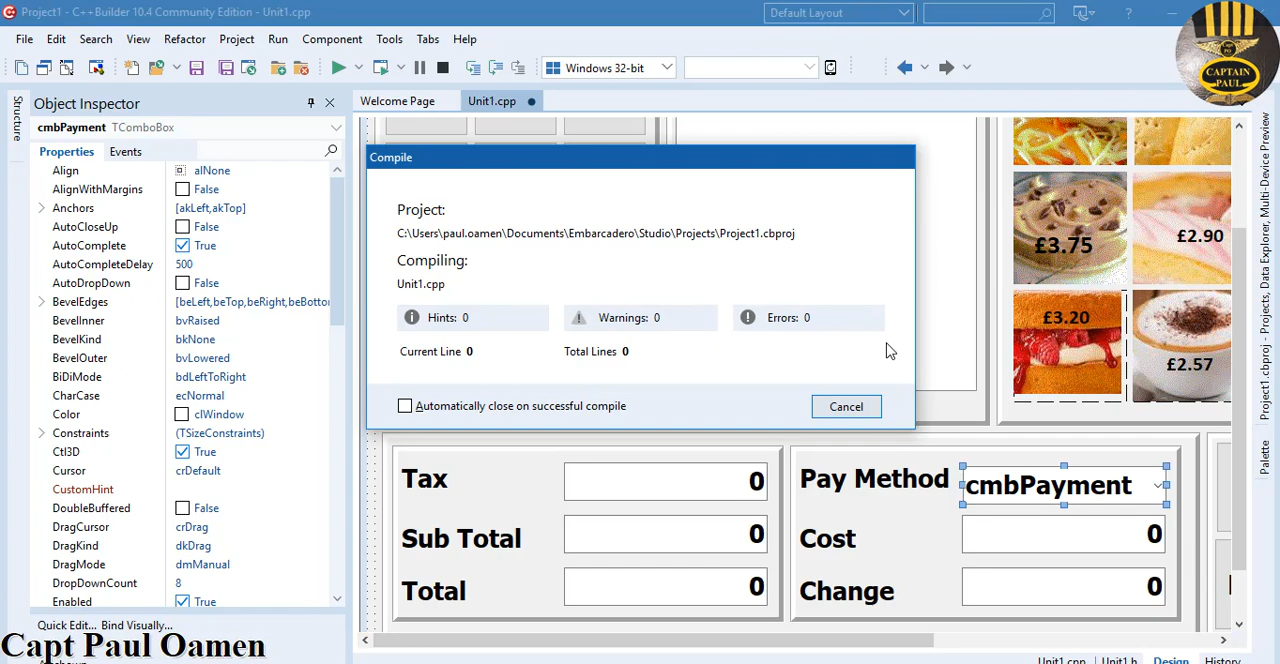 Project1 - C++Builder 10.4 Community Edition - Unit1.cpp
Default Layout
?
File Edit Search View Refactor Project Run Component Tools Tabs Help
Windows 32-bit
CAPTAIN
PAUL
Structure
Object Inspector
cmbPayment TComboBox
Properties Events
Align alNone
AlignWithMargins False
Anchors [akLeft,akTop]
AutoCloseUp False
AutoComplete True
AutoCompleteDelay 500
AutoDropDown False
BevelEdges [beLeft,beTop,beRight,beBottom
BevelInner bvRaised
BevelKind bkNone
BevelOuter bvLowered
BiDiMode bdLeftToRight
CharCase ecNormal
Color clWindow
Constraints (TSizeConstraints)
Ctl3D True
Cursor crDefault
CustomHint
DoubleBuffered False
DragCursor crDrag
DragKind dkDrag
DragMode dmManual
DropDownCount 8
Enabled True
Quick Edit... Bind Visually...
Capt Paul Oamen
Welcome Page Unit1.cpp
Compile
Project:
C:\Users\paul.oamen\Documents\Embarcadero\Studio\Projects\Project1.cbproj
Compiling:
Unit1.cpp
Hints: 0 Warnings: 0 Errors: 0
Current Line 0 Total Lines 0
Automatically close on successful compile
Cancel
£3.75
£2.90
£3.20
£2.57
Tax 0
Sub Total 0
Total 0
Pay Method cmbPayment
Cost 0
Change 0
Project1.cbproj - Projects, Data Explorer, Multi-Device Preview
Palette
Unit1.cpp Unit1.h Design History